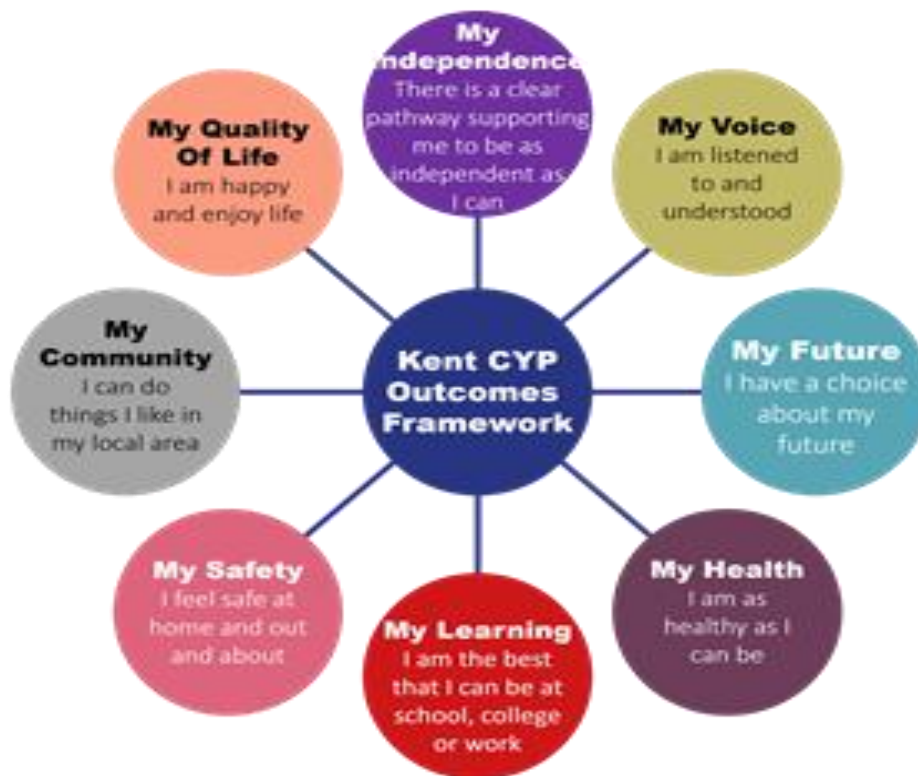 My
Independence
There is a clear
pathway supporting
me to be as
independent as
I can
My Voice
I am listened
to and
understood
My Future
I have a choice
about my
future
My Health
I am as
healthy as I
can be
My Learning
I am the best
that I can be at
school, college
or work
My Safety
I feel safe at
home and out
and about
My
Community
I can do
things I like in
my local area
My Quality
Of Life
I am happy
and enjoy life
Kent CYP
Outcomes
Framework